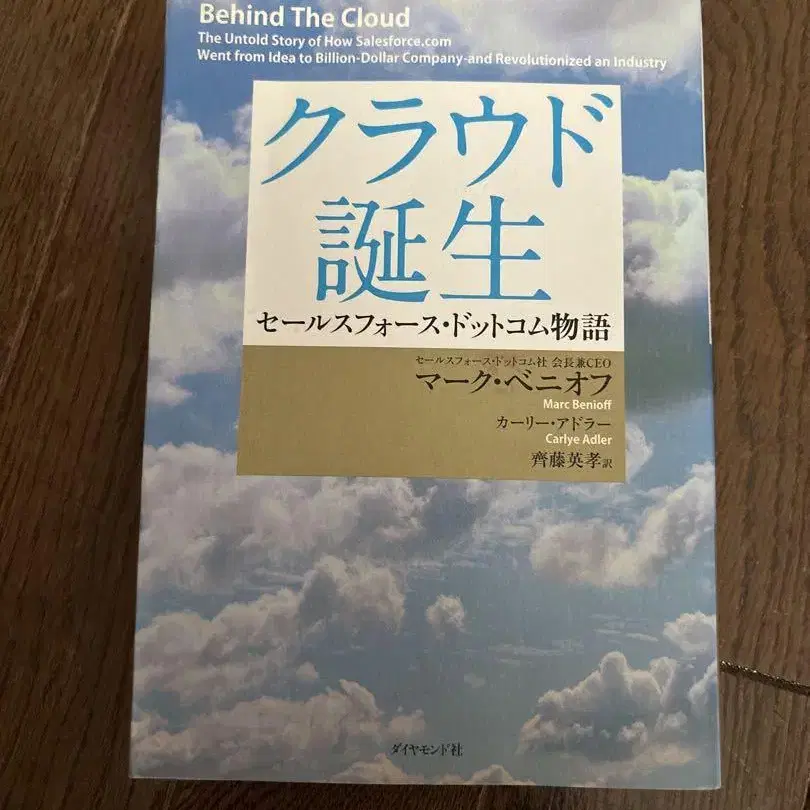 Behind The Cloud
The Untold Story of How Salesforce.com
Went from Idea to Billion-Dollar Company-and Revolutionized an Industry
クラウド
誕生
セールスフォース・ドットコム物語
セールスフォース・ドットコム社 会長兼CEO
マーク・ベニオフ
Marc Benioff
カーリー・アドラー
Carlye Adler
齊藤英孝訳
ダイヤモンド社